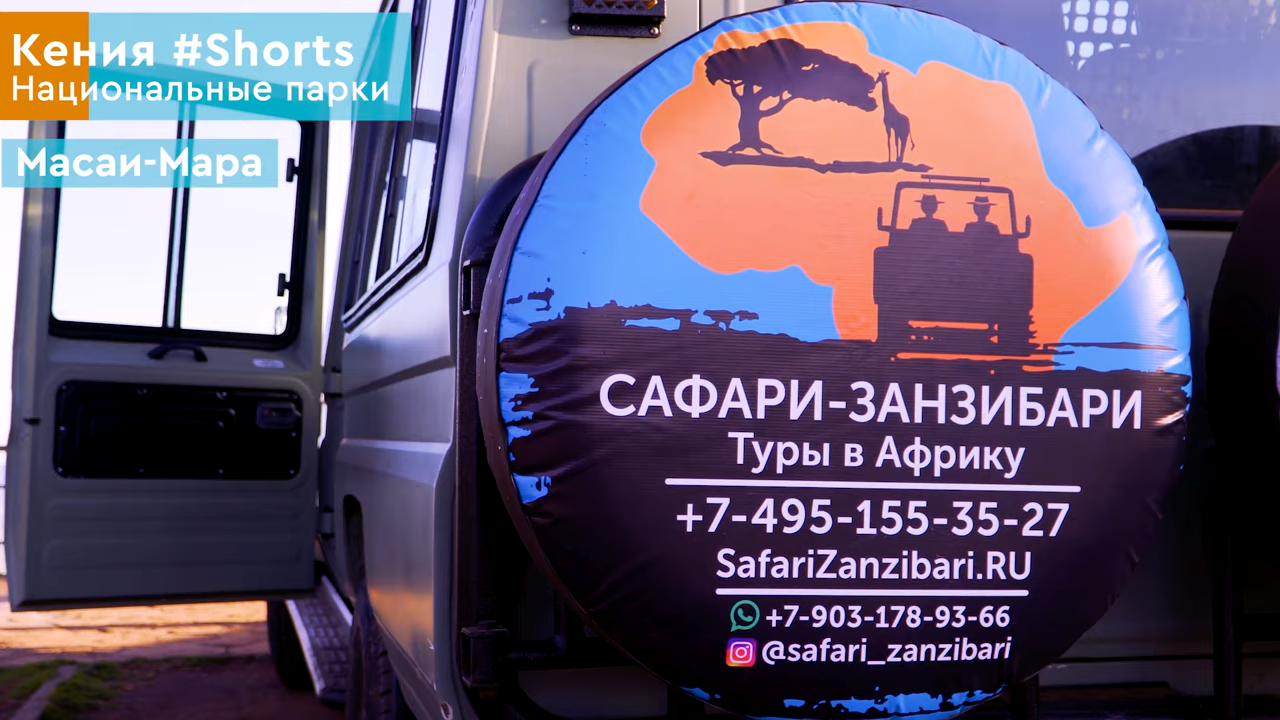 Кения #Shorts
Национальные парки
Масаи-Мара
САФАРИ-ЗАНЗИБАРИ
Туры в Африку
+7-495-155-35-27
SafariZanzibari.RU
+7-903-178-93-66
@safari_zanzibari